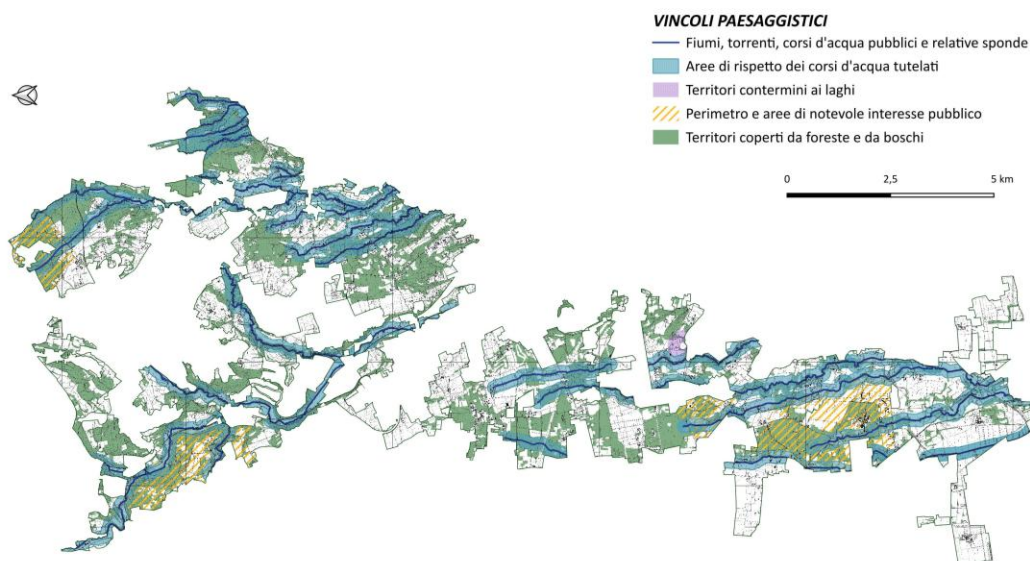 VINCOLI PAESAGGISTICI
Fiumi, torrenti, corsi d'acqua pubblici e relative sponde
Aree di rispetto dei corsi d'acqua tutelati
Territori contermini ai laghi
Perimetro e aree di notevole interesse pubblico
Territori coperti da foreste e da boschi
0 2,5 5 km